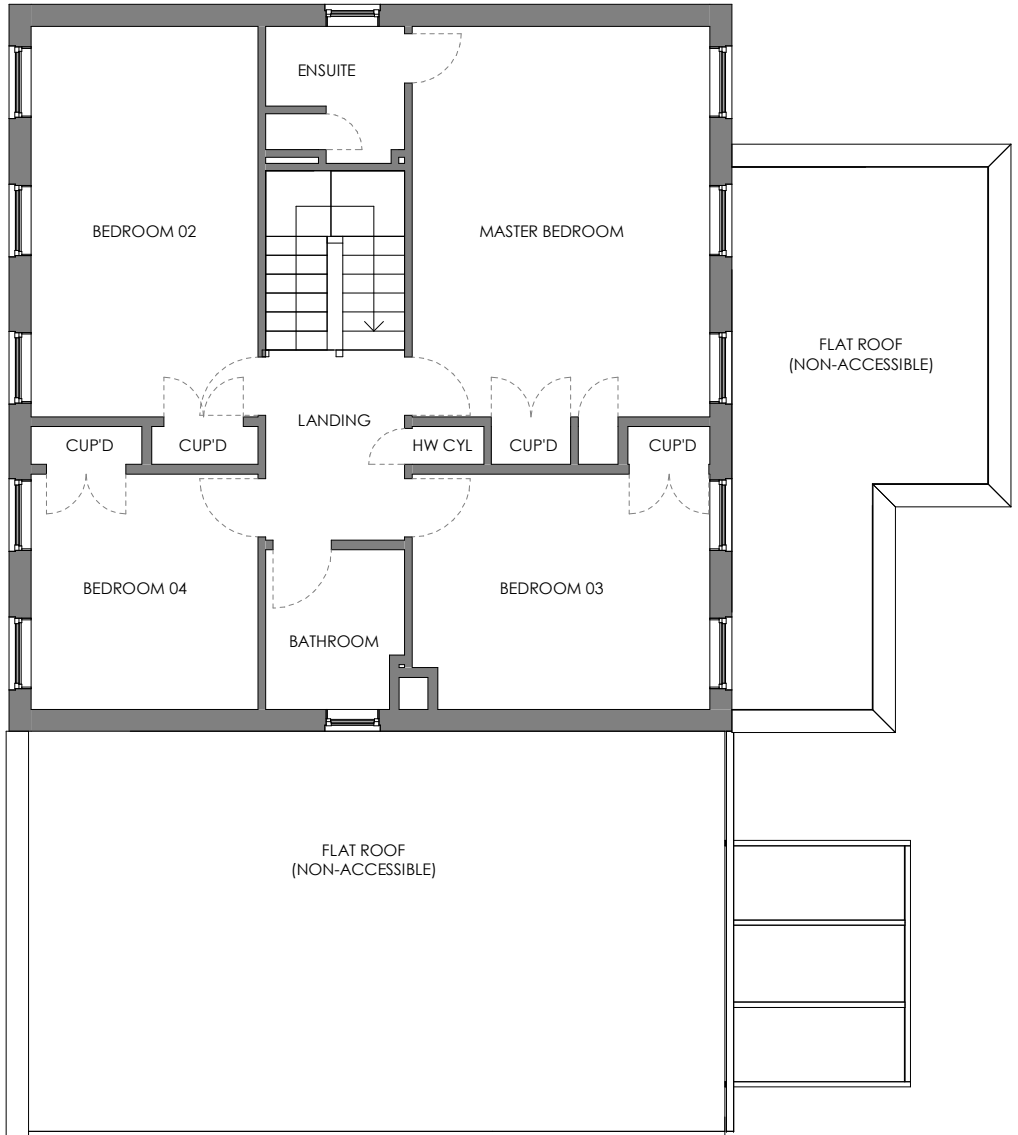 ENSUITE
BEDROOM 02
MASTER BEDROOM
FLAT ROOF
(NON-ACCESSIBLE)
LANDING
CUP'D
CUP'D
HW CYL
CUP'D
CUP'D
BEDROOM 04
BEDROOM 03
BATHROOM
FLAT ROOF
(NON-ACCESSIBLE)